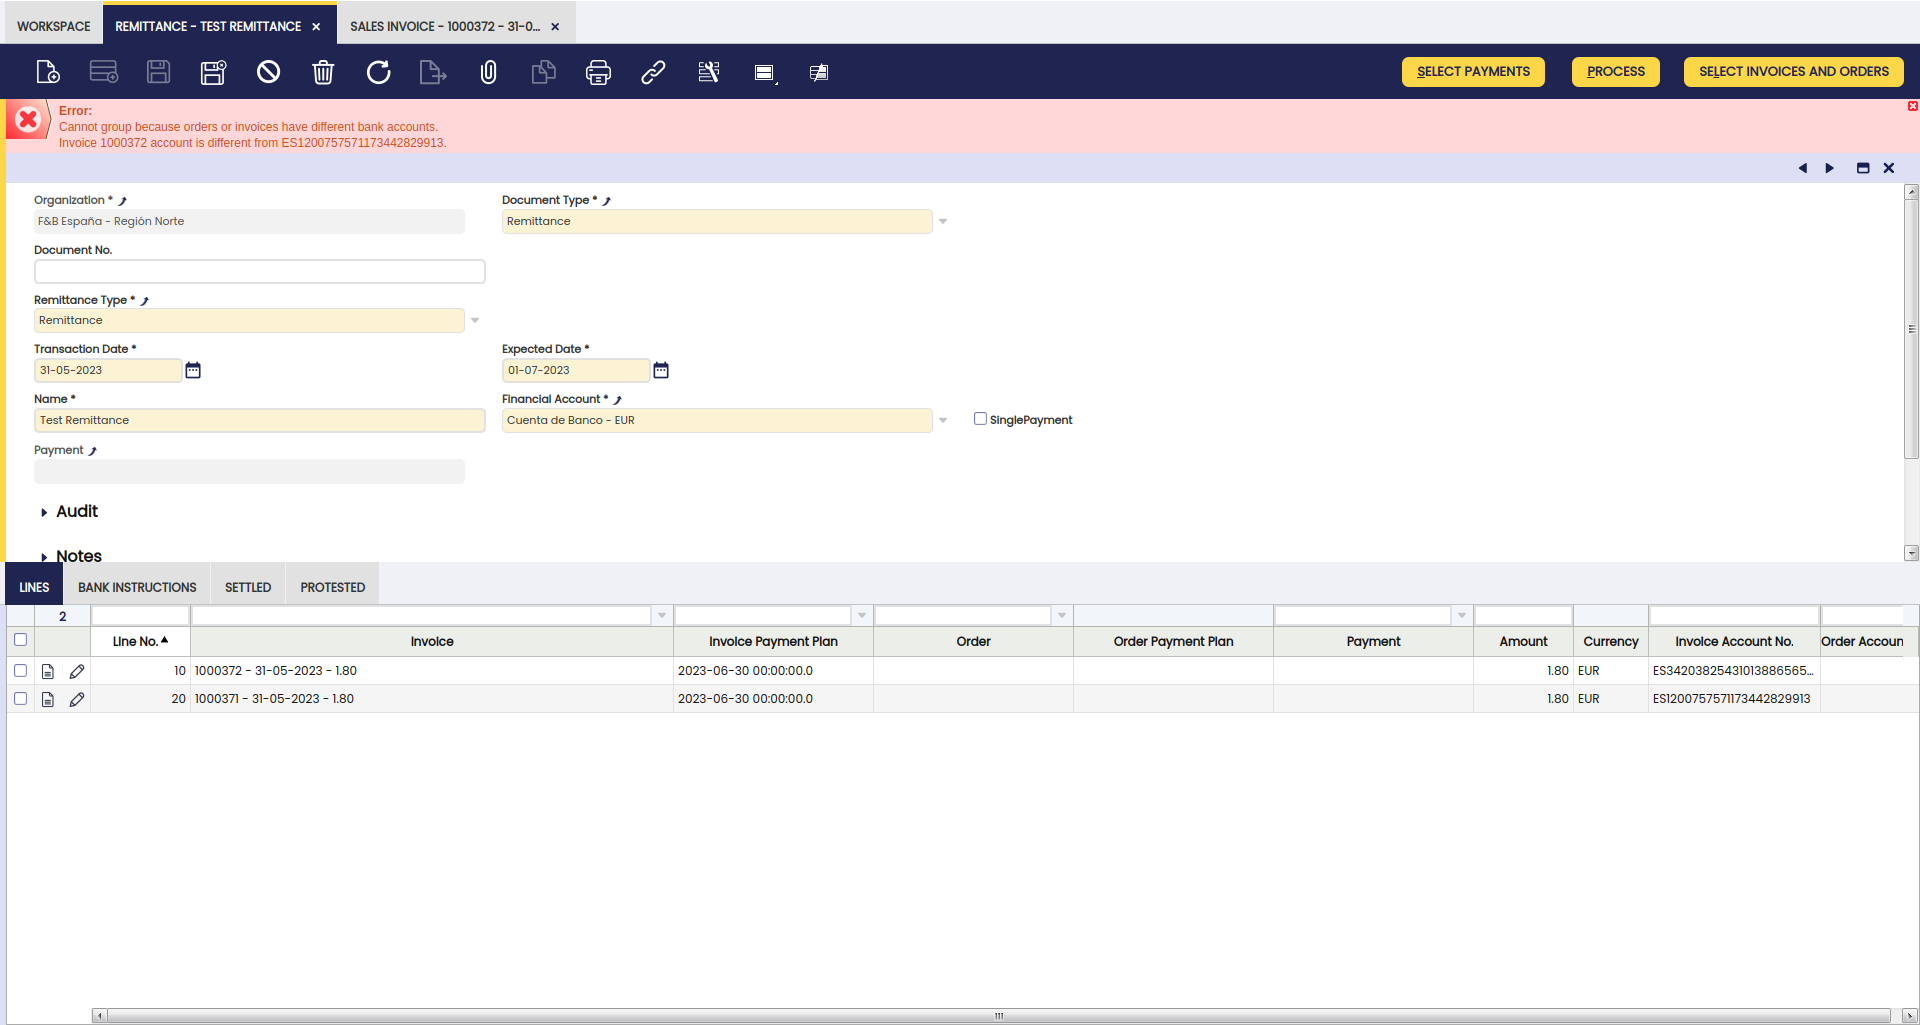 WORKSPACE
REMITTANCE - TEST REMITTANCE
SALES INVOICE - 1000372 - 31-0...
SELECT PAYMENTS
PROCESS
SELECT INVOICES AND ORDERS
Error:
Cannot group because orders or invoices have different bank accounts.
Invoice 1000372 account is different from ES1200757571173442829913.
Organization *
Document Type *
F&B España - Región Norte
Remittance
Document No.
Remittance Type *
Remittance
Transaction Date *
Expected Date *
31-05-2023
01-07-2023
Name *
Financial Account *
Test Remittance
Cuenta de Banco - EUR
SinglePayment
Payment
Audit
Notes
LINES
BANK INSTRUCTIONS
SETTLED
PROTESTED
2
Line No.
Invoice
Invoice Payment Plan
Order
Order Payment Plan
Payment
Amount
Currency
Invoice Account No.
Order Accoun
10 1000372 - 31-05-2023 - 1.80 2023-06-30 00:00:00.0 1.80 EUR ES34203825431013886565...
20 1000371 - 31-05-2023 - 1.80 2023-06-30 00:00:00.0 1.80 EUR ES1200757571173442829913